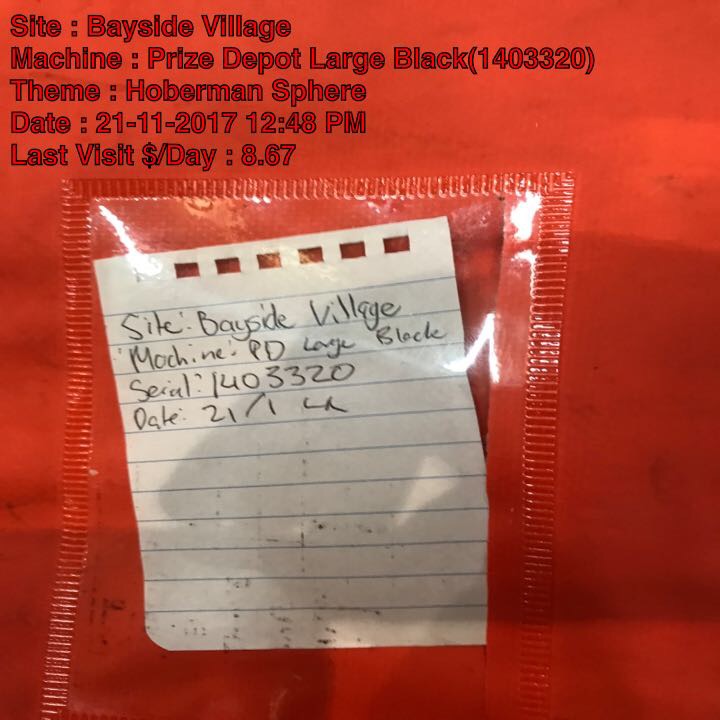 Site : Bayside Village
Machine : Prize Depot Large Black(1403320)
Theme : Hoberman Sphere
Date : 21-11-2017 12:48 PM
Last Visit $/Day : 8.67
Site: Bayside Village
Machine: PD Large Black
Serial: 1403320
Date: 21/1